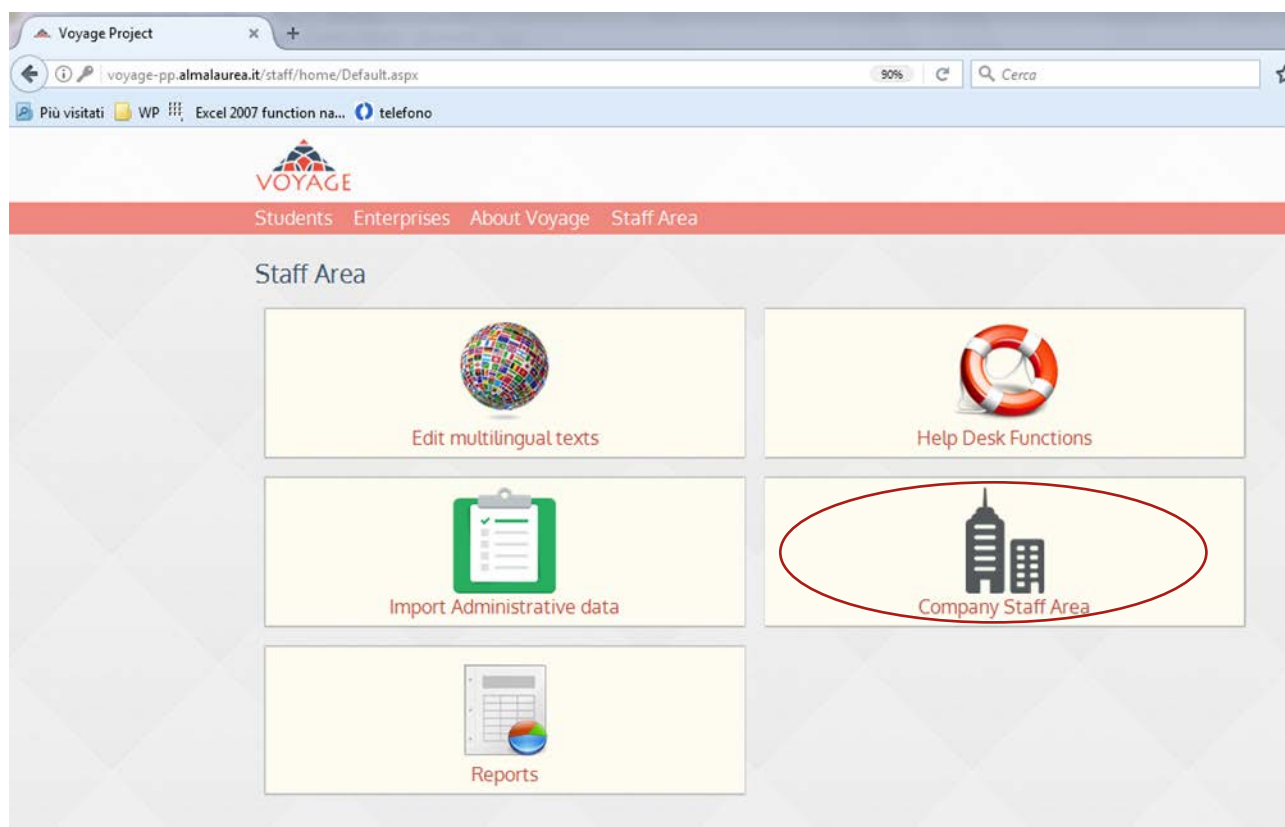 Voyage Project
voyage-pp.almalaurea.it/staff/home/Default.aspx 90% Cerca
Più visitati WP Excel 2007 function na... telefono
VOYAGE
Students Enterprises About Voyage Staff Area
Staff Area
Edit multilingual texts Help Desk Functions
Import Administrative data Company Staff Area
Reports